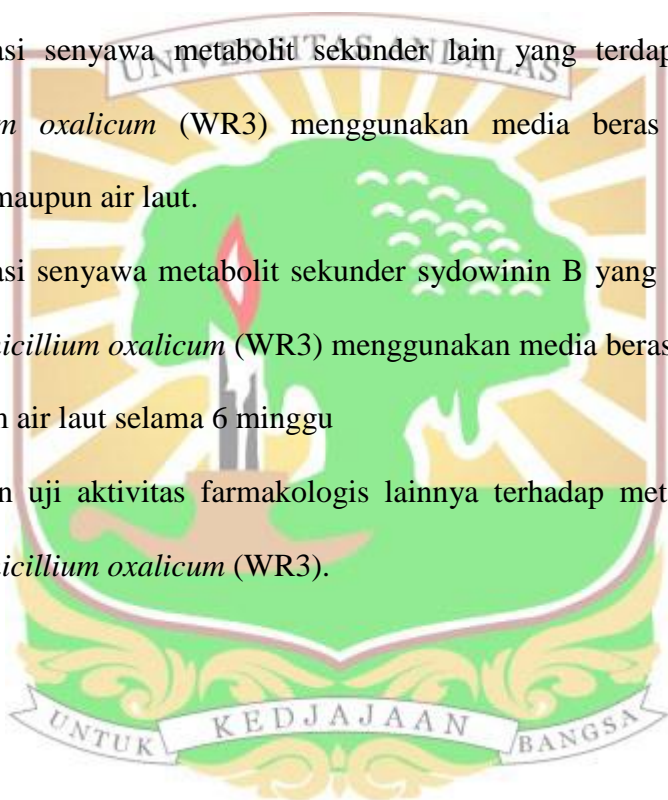 UNIVERSITAS ANDALAS
asi senyawa metabolit sekunder lain yang terdap
m oxalicum (WR3) menggunakan media beras
maupun air laut.
asi senyawa metabolit sekunder sydowinin B yang
icillium oxalicum (WR3) menggunakan media beras
n air laut selama 6 minggu
n uji aktivitas farmakologis lainnya terhadap met
icillium oxalicum (WR3).
UNTUK KEDJAJAAN BANGSA